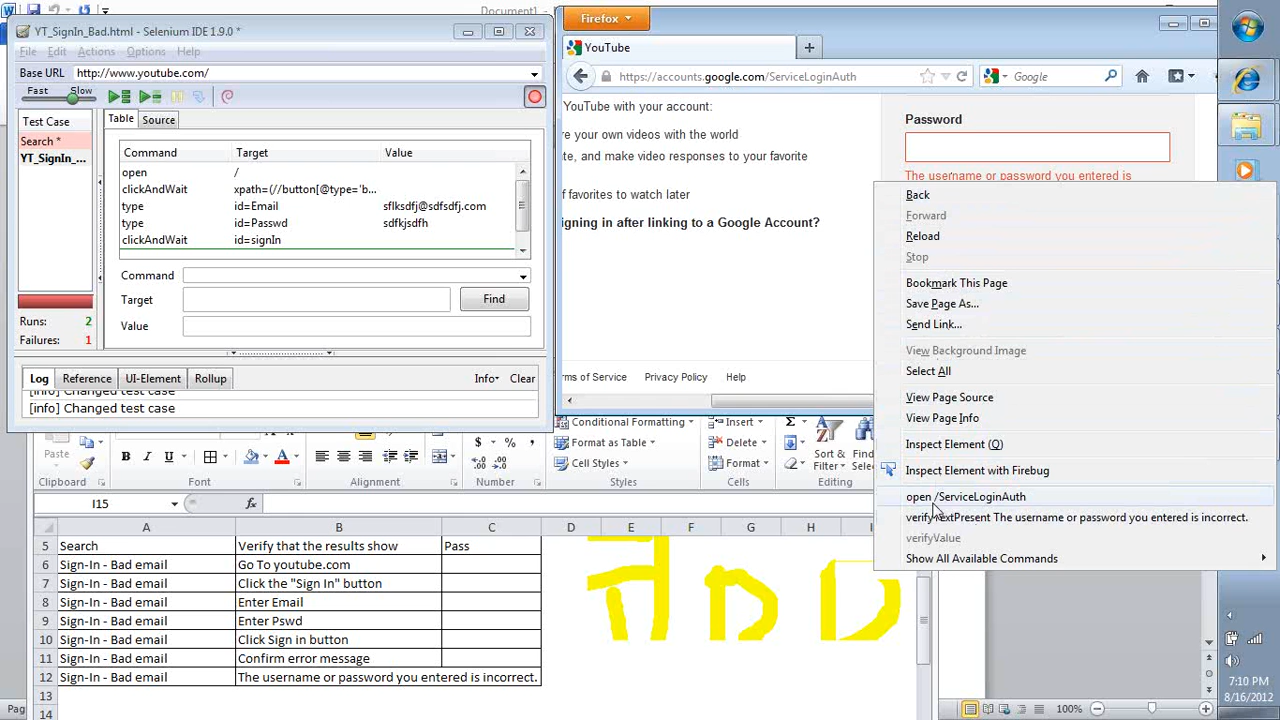 Document1
YT_SignIn_Bad.html - Selenium IDE 1.9.0 *
File Edit Actions Options Help
Base URL http://www.youtube.com/
Fast Slow
Test Case
Search *
YT_SignIn_...
Runs: 2
Failures: 1
Table Source
Command Target Value
open /
clickAndWait xpath=(//button[@type='b...
type id=Email sflksdfj@sdfsdfj.com
type id=Passwd sdfkjsdfh
clickAndWait id=signIn
Command
Target Find
Value
Log Reference UI-Element Rollup Info Clear
[info] Changed test case
[info] Changed test case
Firefox
YouTube
https://accounts.google.com/ServiceLoginAuth
Google
YouTube with your account:
re your own videos with the world
ate, and make video responses to your favorite
of favorites to watch later
igning in after linking to a Google Account?
rms of Service Privacy Policy Help
Password
The username or password you entered is
Back
Forward
Reload
Stop
Bookmark This Page
Save Page As...
Send Link...
View Background Image
Select All
View Page Source
View Page Info
Inspect Element (Q)
Inspect Element with Firebug
open /ServiceLoginAuth
verifyTextPresent The username or password you entered is incorrect.
verifyValue
Show All Available Commands
Paste
B I U
Clipboard Font Alignment Number Styles Cells
$ % ,
Conditional Formatting
Format as Table
Cell Styles
Insert
Delete
Format
Sort &
Filter
I15 fx
A B C D E F G H I
5 Search Verify that the results show Pass
6 Sign-In - Bad email Go To youtube.com
7 Sign-In - Bad email Click the "Sign In" button
8 Sign-In - Bad email Enter Email
9 Sign-In - Bad email Enter Pswd
10 Sign-In - Bad email Click Sign in button
11 Sign-In - Bad email Confirm error message
12 Sign-In - Bad email The username or password you entered is incorrect.
13
14
100%
7:10 PM
8/16/2012